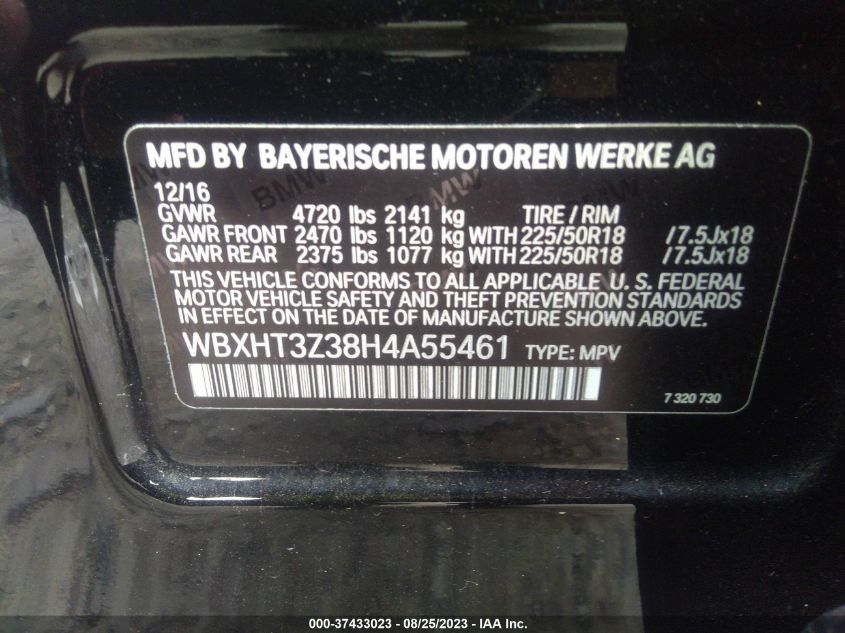 MFD BY BAYERISCHE MOTOREN WERKE AG
12/16
GVWR 4720 lbs 2141 kg TIRE / RIM
GAWR FRONT 2470 lbs 1120 kg WITH 225/50R18 /7.5Jx18
GAWR REAR 2375 lbs 1077 kg WITH 225/50R18 /7.5Jx18
THIS VEHICLE CONFORMS TO ALL APPLICABLE U. S. FEDERAL
MOTOR VEHICLE SAFETY AND THEFT PREVENTION STANDARDS
IN EFFECT ON THE DATE OF MANUFACTURE SHOWN ABOVE.
WBXHT3Z38H4A55461 TYPE: MPV
7 320 730
000-37433023 - 08/25/2023 - IAA Inc.